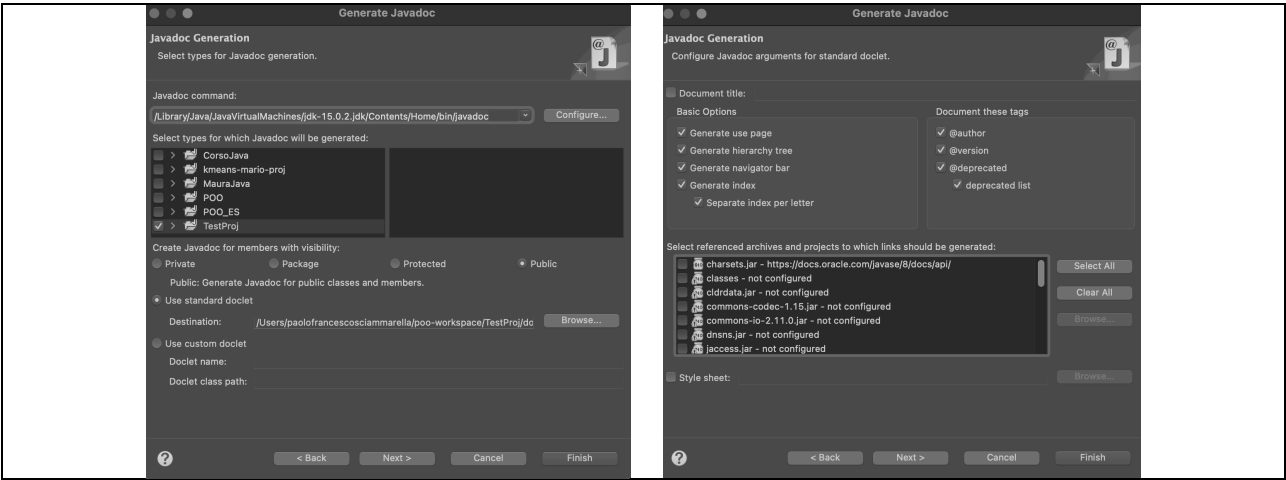 Generate Javadoc
Javadoc Generation
Select types for Javadoc generation.
@
J
Javadoc command:
/Library/Java/JavaVirtualMachines/jdk-15.0.2.jdk/Contents/Home/bin/javadoc
Configure...
Select types for which Javadoc will be generated:
CorsoJava
kmeans-mario-proj
MauraJava
POO
POO_ES
TestProj
Create Javadoc for members with visibility:
Private Package Protected Public
Public: Generate Javadoc for public classes and members.
Use standard doclet
Destination: /Users/paolofrancescosciammarella/poo-workspace/TestProj/dc Browse...
Use custom doclet
Doclet name:
Doclet class path:
? < Back Next > Cancel Finish
Generate Javadoc
Javadoc Generation
Configure Javadoc arguments for standard doclet.
@
J
Document title:
Basic Options
Generate use page
Generate hierarchy tree
Generate navigator bar
Generate index
Separate index per letter
Document these tags
@author
@version
@deprecated
deprecated list
Select referenced archives and projects to which links should be generated:
charsets.jar - https://docs.oracle.com/javase/8/docs/api/
classes - not configured
cldrdata.jar - not configured
commons-codec-1.15.jar - not configured
commons-io-2.11.0.jar - not configured
dnsns.jar - not configured
jaccess.jar - not configured
Select All
Clear All
Browse...
Style sheet: Browse...
? < Back Next > Cancel Finish